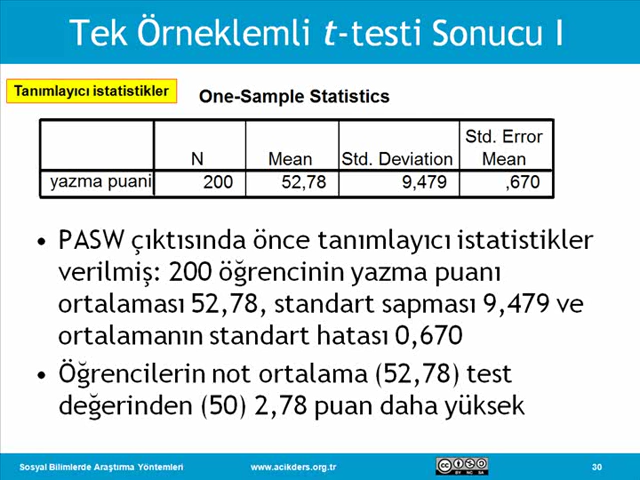 Tek Örneklemli t-testi Sonucu I
Tanımlayıcı istatistikler
One-Sample Statistics
N Mean Std. Deviation Std. Error Mean
yazma puani 200 52,78 9,479 ,670
• PASW çıktısında önce tanımlayıcı istatistikler
verilmiş: 200 öğrencinin yazma puanı
ortalaması 52,78, standart sapması 9,479 ve
ortalamanın standart hatası 0,670
• Öğrencilerin not ortalama (52,78) test
değerinden (50) 2,78 puan daha yüksek
Sosyal Bilimlerde Araştırma Yöntemleri www.acikders.org.tr BY NC SA 30